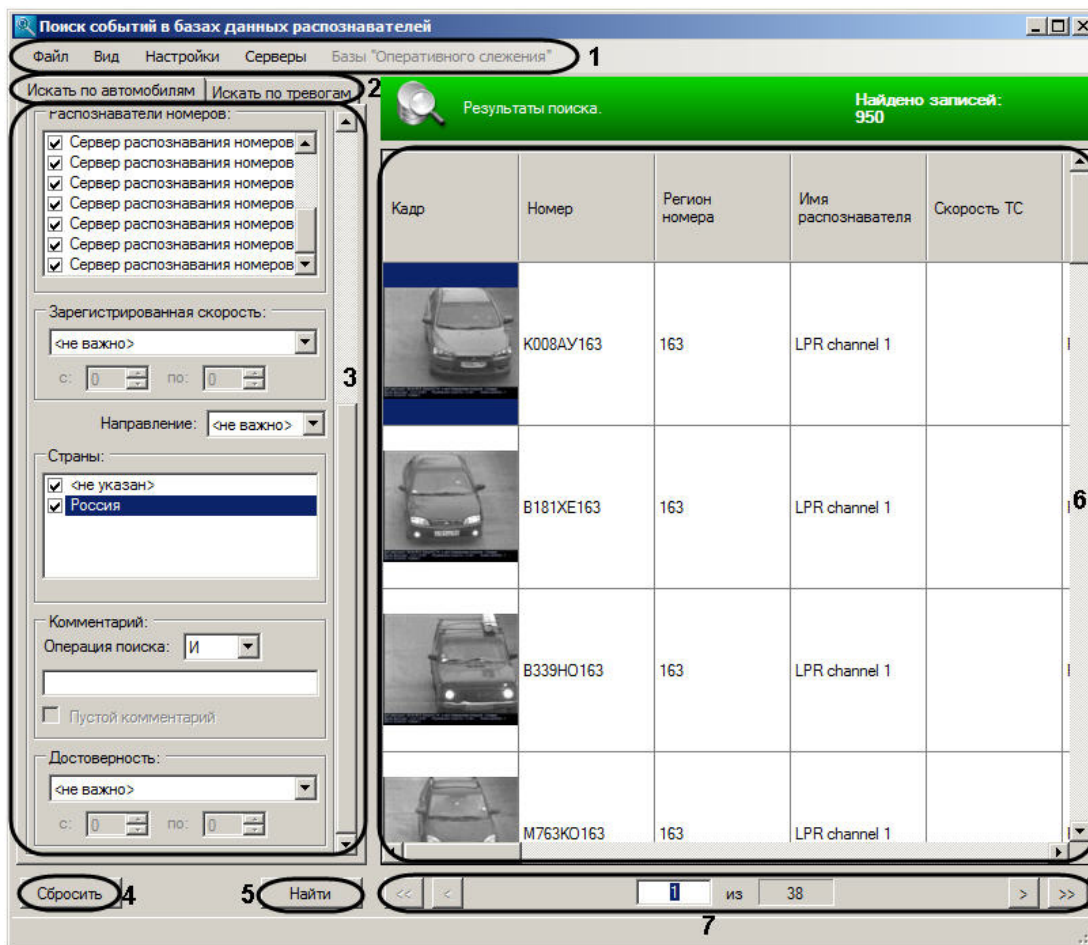 Поиск событий в базах данных распознавателей
Файл Вид Настройки Серверы Базы "Оперативного слежения" 1
Искать по автомобилям Искать по тревогам 2
Распознаватели номеров:
Сервер распознавания номеров
Сервер распознавания номеров
Сервер распознавания номеров
Сервер распознавания номеров
Сервер распознавания номеров
Сервер распознавания номеров
Сервер распознавания номеров
Зарегистрированная скорость:
<не важно>
с: 0 по: 0
3
Направление: <не важно>
Страны:
<не указан>
Россия
Комментарий:
Операция поиска: И
Пустой комментарий
Достоверность:
<не важно>
с: 0 по: 0
Сбросить 4 5 Найти
Результаты поиска. Найдено записей:
950
Кадр Номер Регион номера Имя распознавателя Скорость ТС
К008АУ163 163 LPR channel 1
В181ХЕ163 163 LPR channel 1
6
В339НО163 163 LPR channel 1
М763КО163 163 LPR channel 1
<< < 1 из 38 > >>
7